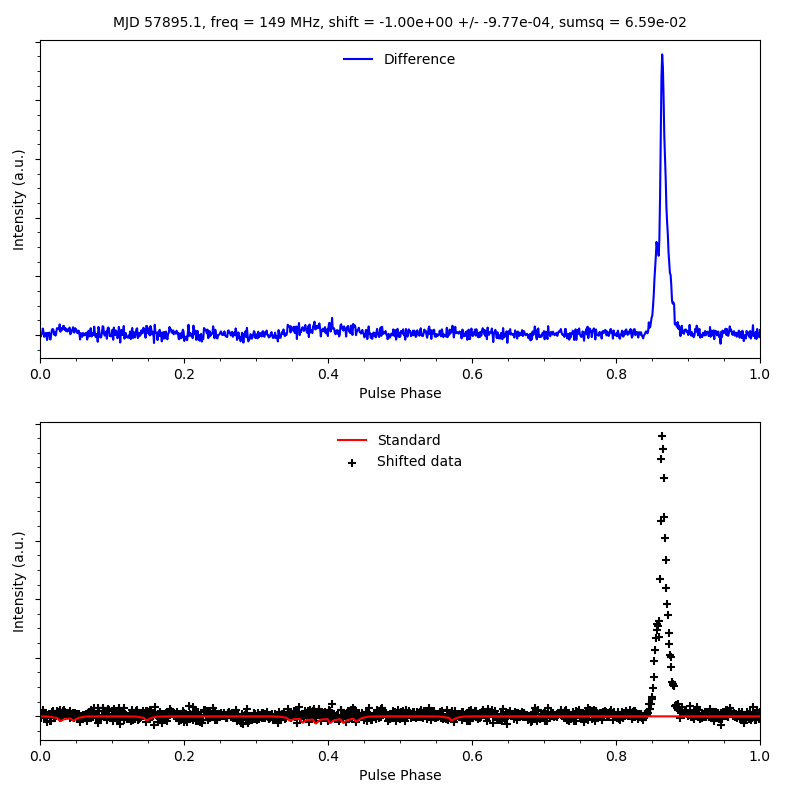 MJD 57895.1, freq = 149 MHz, shift = -1.00e+00 +/- -9.77e-04, sumsq = 6.59e-02
Difference
Intensity (a.u.)
0.0 0.2 0.4 0.6 0.8 1.0
Pulse Phase
Standard
Shifted data
Intensity (a.u.)
0.0 0.2 0.4 0.6 0.8 1.0
Pulse Phase